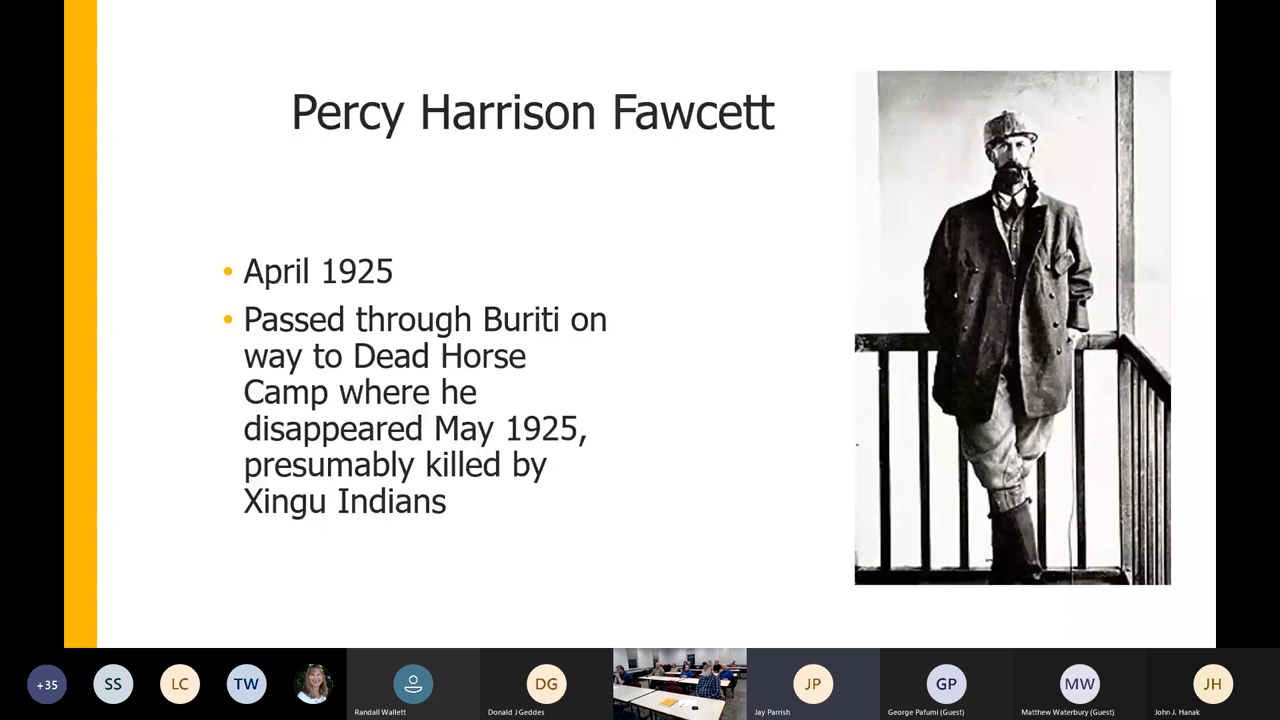 Percy Harrison Fawcett
• April 1925
• Passed through Buriti on
way to Dead Horse
Camp where he
disappeared May 1925,
presumably killed by
Xingu Indians
+35
SS
LC
TW
Randall Wallett
DG
Donald J Geddes
JP
Jay Parrish
GP
George Pafumi (Guest)
MW
Matthew Waterbury (Guest)
JH
John J. Hanak